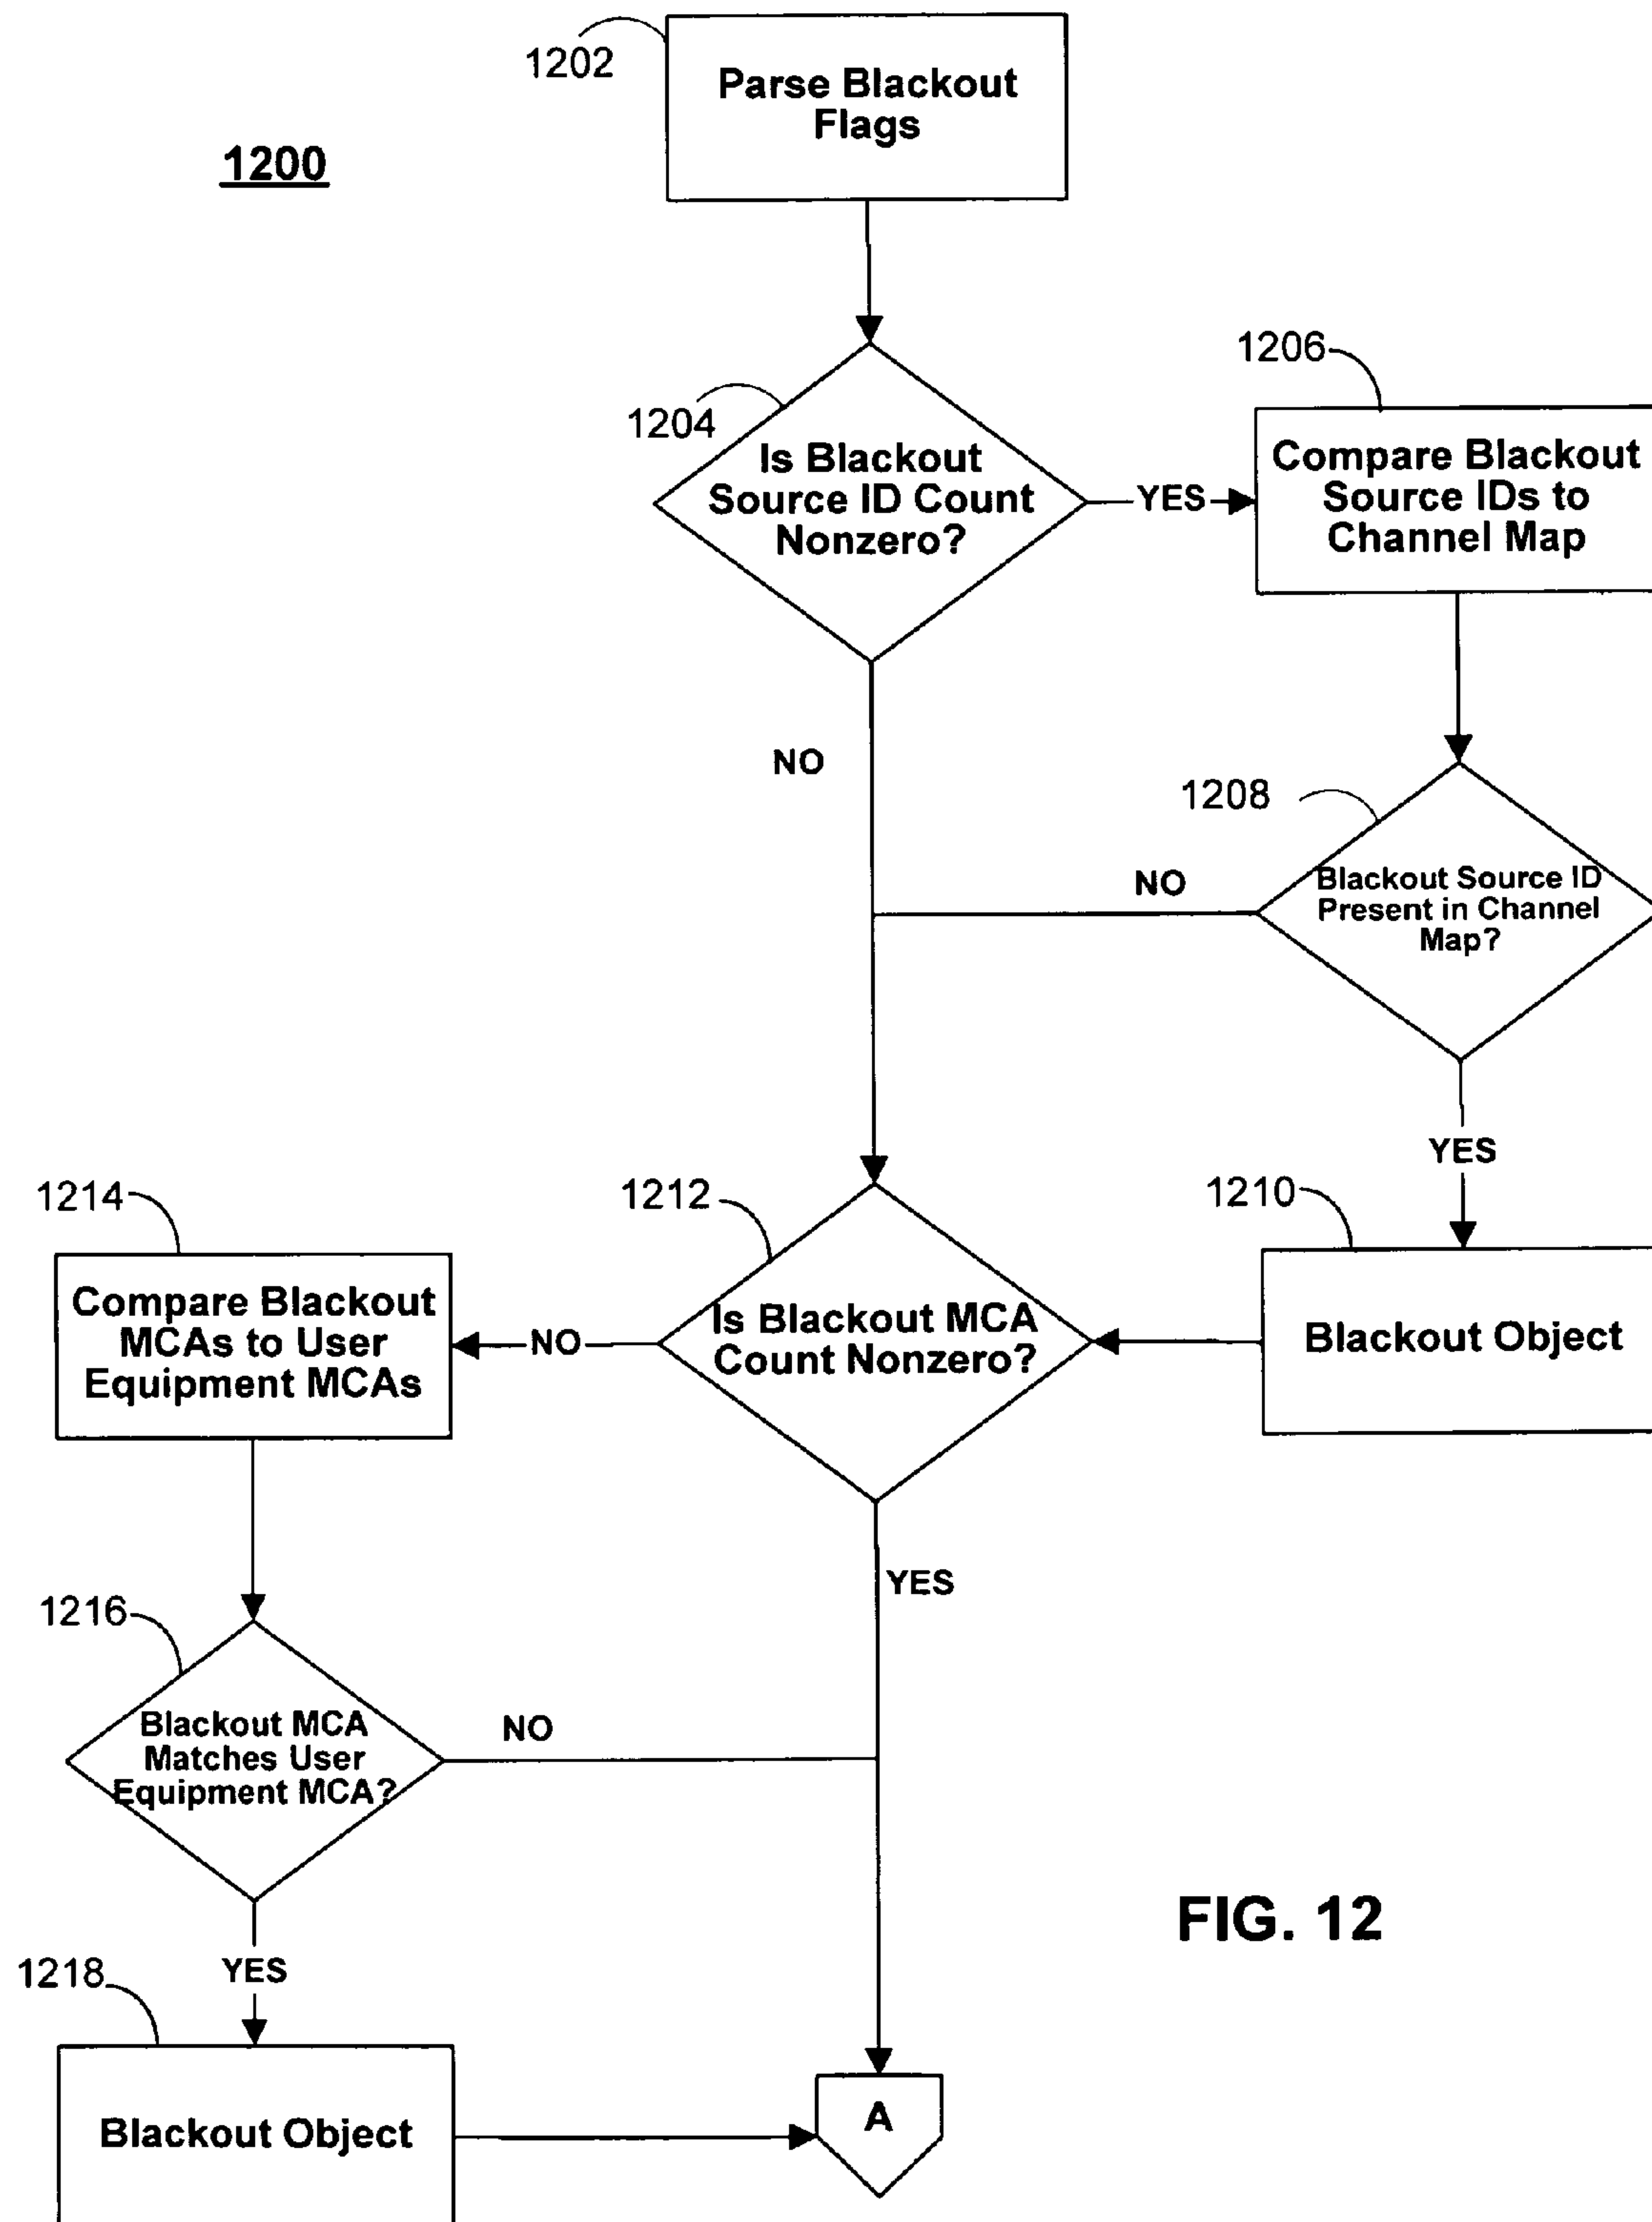 1202
Parse Blackout
Flags
1200
1204
Is Blackout
Source ID Count
Nonzero?
YES
1206
Compare Blackout
Source IDs to
Channel Map
NO
1208
Blackout Source ID
Present in Channel
Map?
NO
YES
1210
Blackout Object
1212
Is Blackout MCA
Count Nonzero?
NO
1214
Compare Blackout
MCAs to User
Equipment MCAs
YES
1216
Blackout MCA
Matches User
Equipment MCA?
NO
YES
1218
Blackout Object
A
FIG. 12